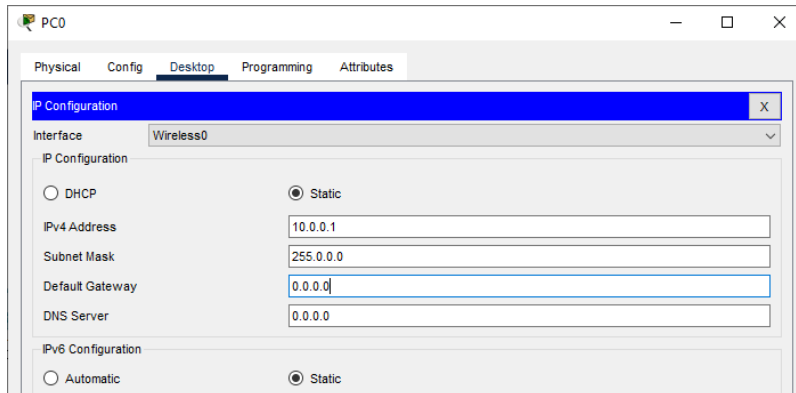 PC0
Physical Config Desktop Programming Attributes
IP Configuration X
Interface Wireless0
IP Configuration
DHCP Static
IPv4 Address 10.0.0.1
Subnet Mask 255.0.0.0
Default Gateway 0.0.0.0
DNS Server 0.0.0.0
IPv6 Configuration
Automatic Static